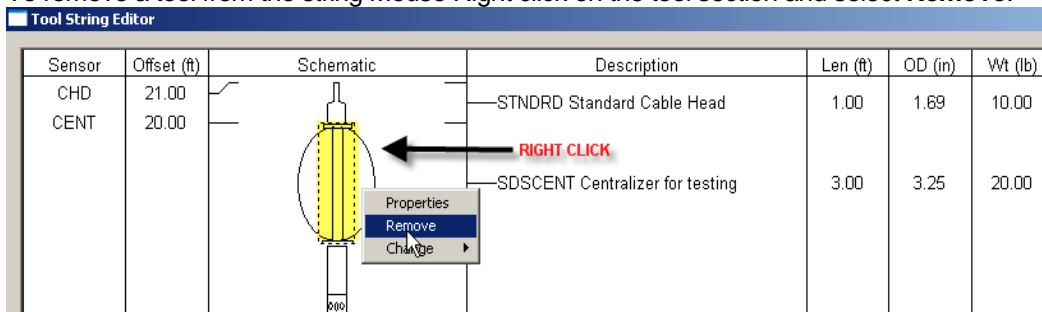 To remove a tool from the string mouse Right click on the tool section and select Remove.
Tool String Editor
Sensor Offset (ft) Schematic Description Len (ft) OD (in) Wt (lb)
CHD 21.00 STNDRD Standard Cable Head 1.00 1.69 10.00
CENT 20.00
RIGHT CLICK
SDSCENT Centralizer for testing 3.00 3.25 20.00
Properties
Remove
Change